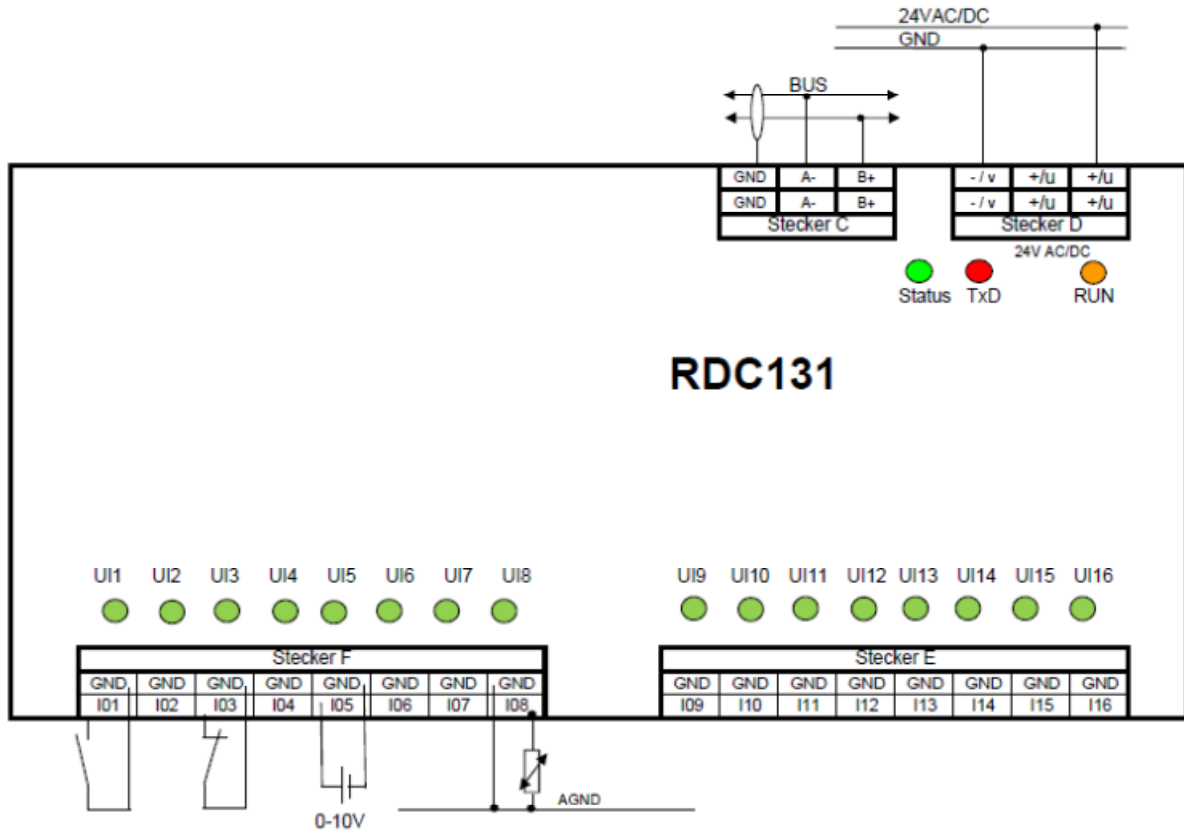 24VAC/DC
GND
BUS
GND A- B+ - / v +/u +/u
GND A- B+ - / v +/u +/u
Stecker C Stecker D
24V AC/DC
Status TxD RUN
RDC131
UI1 UI2 UI3 UI4 UI5 UI6 UI7 UI8 UI9 UI10 UI11 UI12 UI13 UI14 UI15 UI16
Stecker F Stecker E
GND GND GND GND GND GND GND GND GND GND GND GND GND GND GND GND
I01 I02 I03 I04 I05 I06 I07 I08 I09 I10 I11 I12 I13 I14 I15 I16
AGND
0-10V